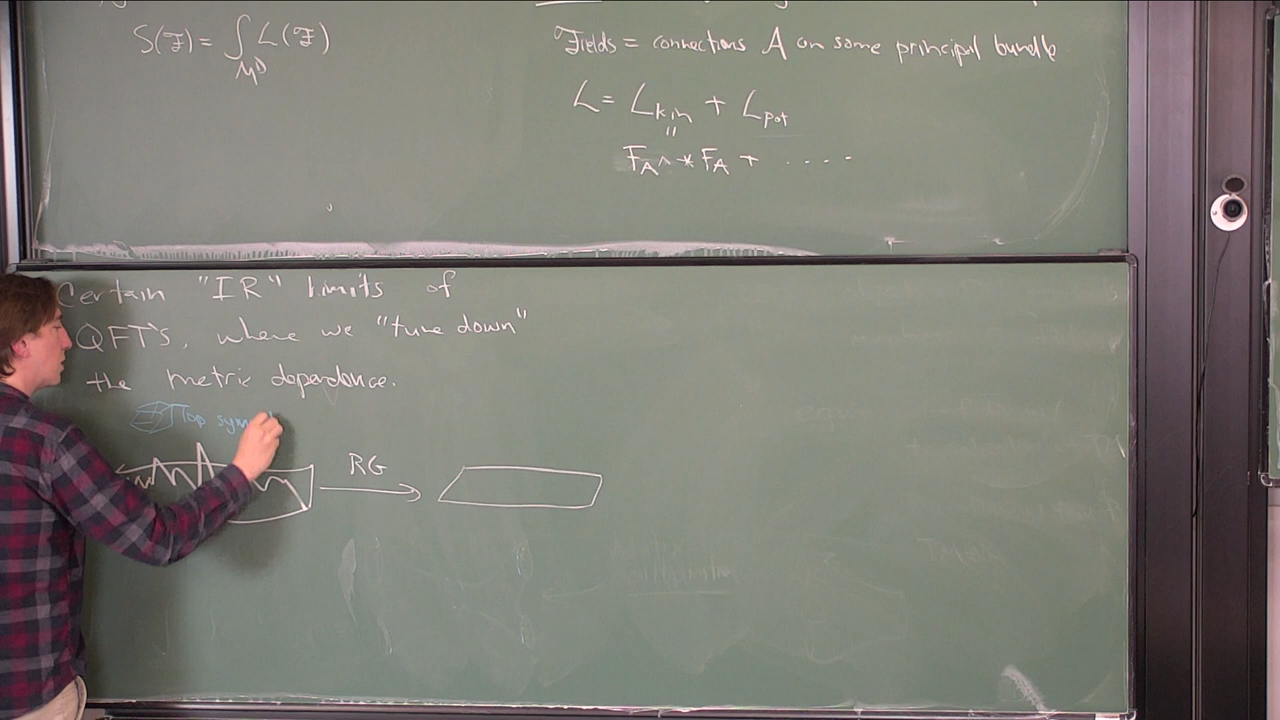 S(ℱ) = ∫_{M^D} L(ℱ)
Fields = connections A on some principal bundle
L = L_kin + L_pot
"
F_A ∧ * F_A + . . . . .
Certain "IR" limits of
QFT's, where we "tune down"
the metric dependence.
Top sym
RG